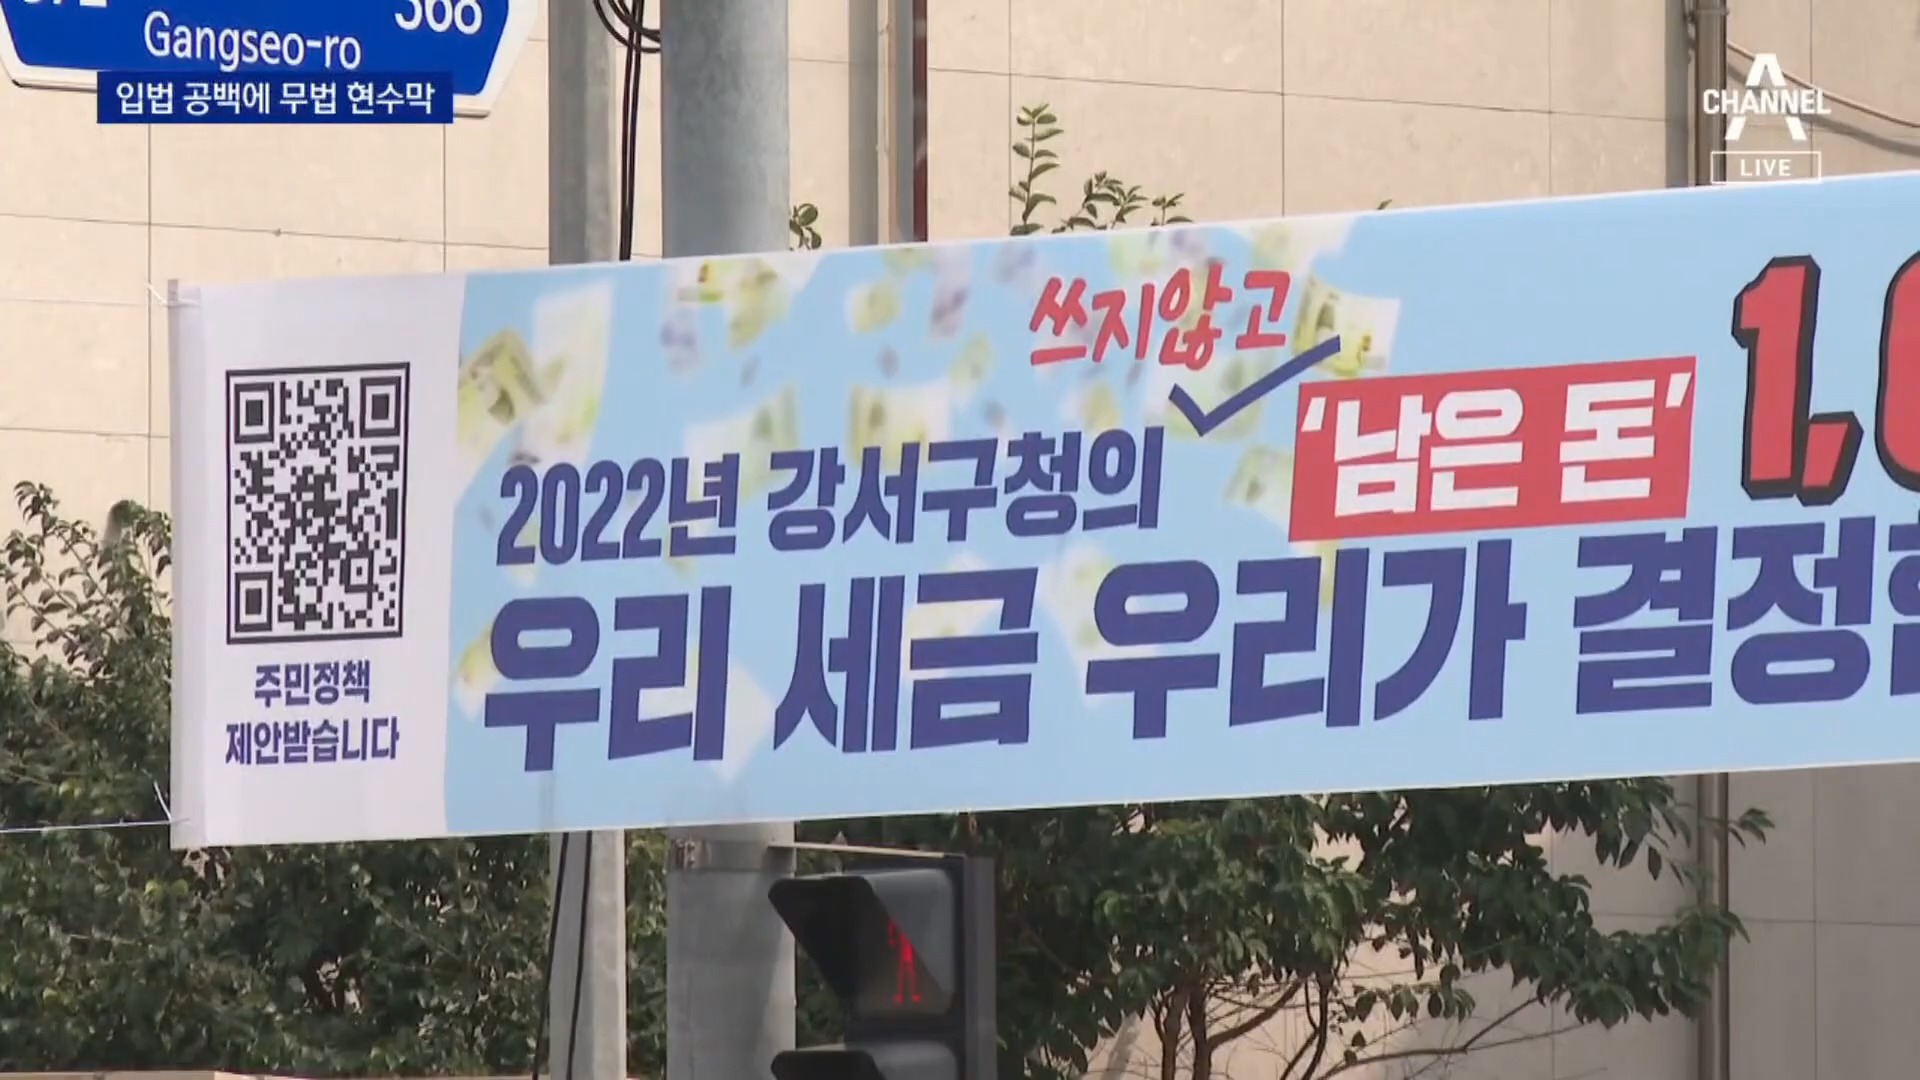 368
Gangseo-ro
입법 공백에 무법 현수막
CHANNEL
LIVE
쓰지않고
2022년 강서구청의 '남은 돈'
우리 세금 우리가
주민정책
제안받습니다